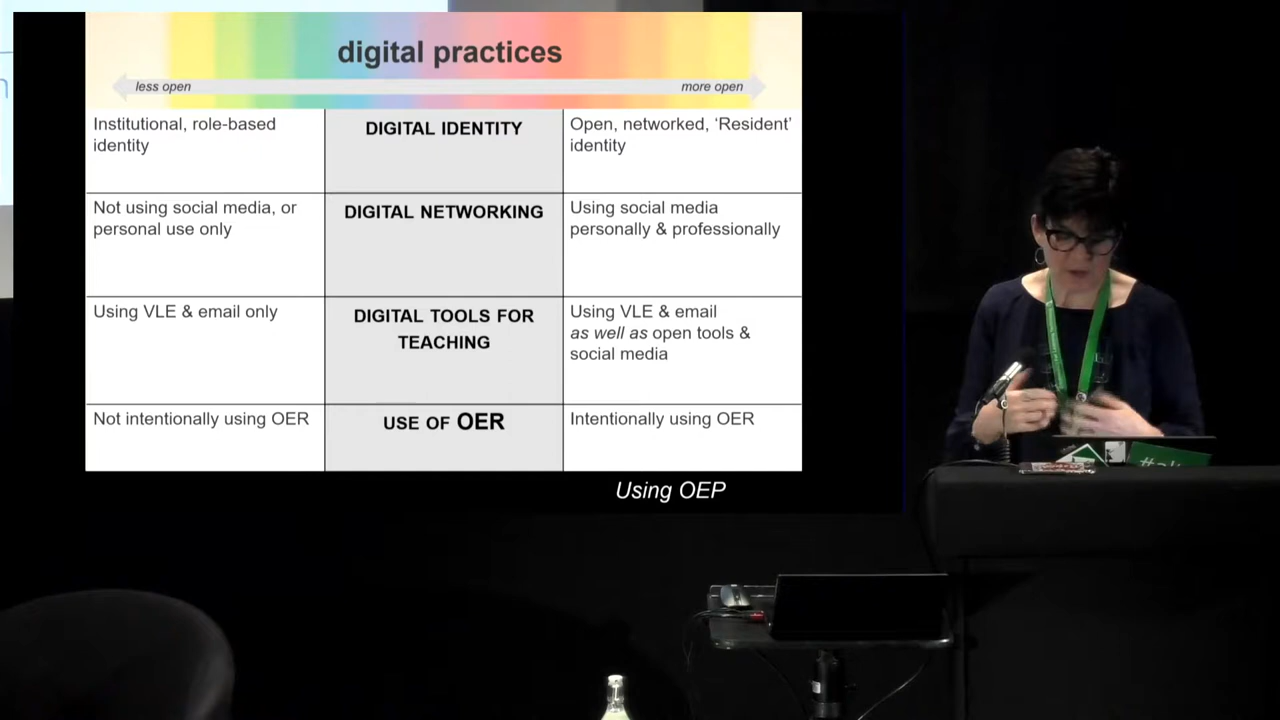 digital practices
less open
more open
Institutional, role-based
identity
DIGITAL IDENTITY
Open, networked, ‘Resident’
identity
Not using social media, or
personal use only
DIGITAL NETWORKING
Using social media
personally & professionally
Using VLE & email only
DIGITAL TOOLS FOR
TEACHING
Using VLE & email
as well as open tools &
social media
Not intentionally using OER
USE OF OER
Intentionally using OER
Using OEP